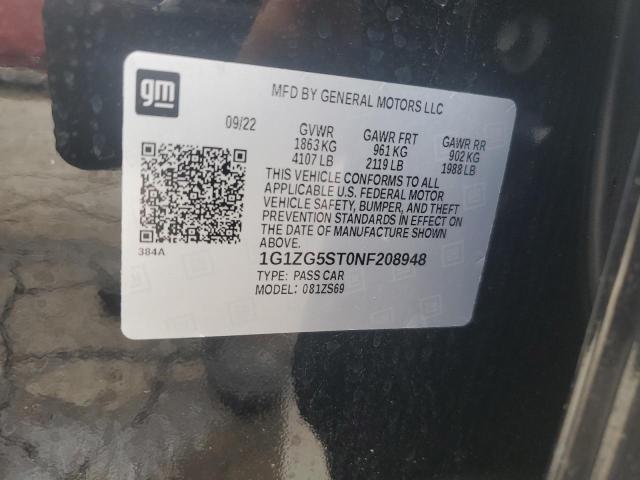 gm
MFD BY GENERAL MOTORS LLC
09/22 GVWR GAWR FRT GAWR RR
1863 KG 961 KG 902 KG
4107 LB 2119 LB 1988 LB
THIS VEHICLE CONFORMS TO ALL
APPLICABLE U.S. FEDERAL MOTOR
VEHICLE SAFETY, BUMPER, AND THEFT
PREVENTION STANDARDS IN EFFECT ON
THE DATE OF MANUFACTURE SHOWN
ABOVE.
384A
1G1ZG5ST0NF208948
TYPE: PASS CAR
MODEL: 081ZS69